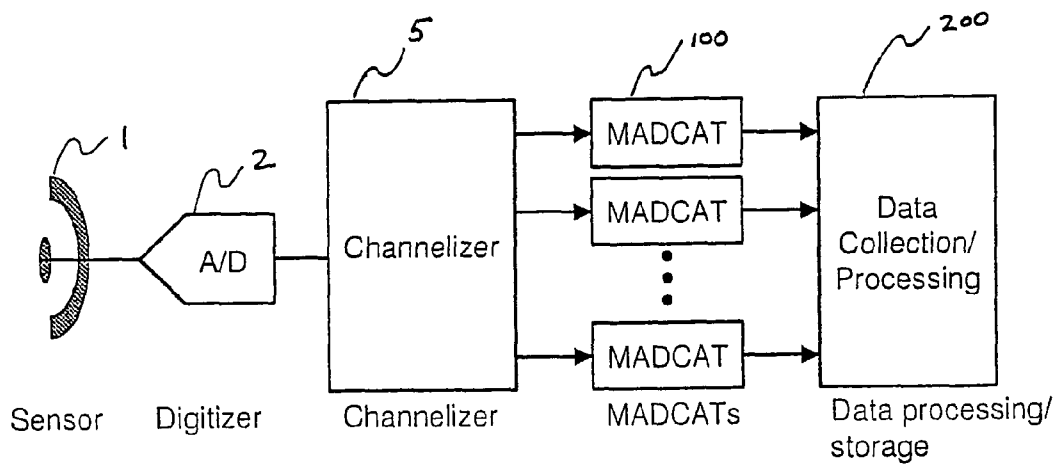 5
100
200
1
2
MADCAT
MADCAT
A/D
Channelizer
Data
Collection/
Processing
MADCAT
Sensor
Digitizer
Channelizer
MADCATs
Data processing/
storage